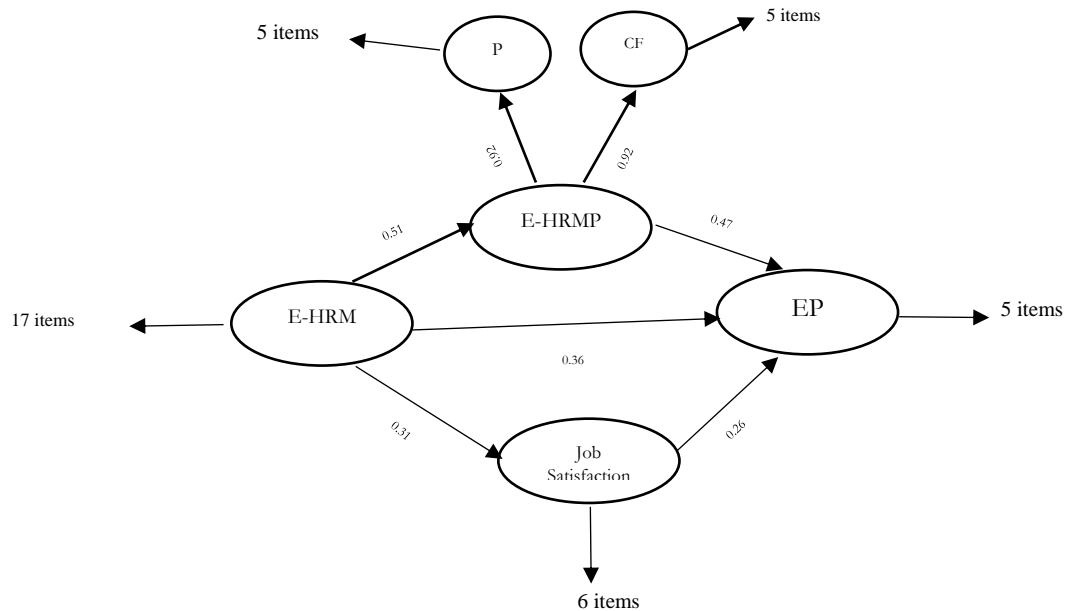 5 items
P
CF
5 items
0.92
0.92
E-HRMP
0.51
0.47
17 items
E-HRM
EP
5 items
0.36
0.31
0.26
Job
Satisfaction
6 items